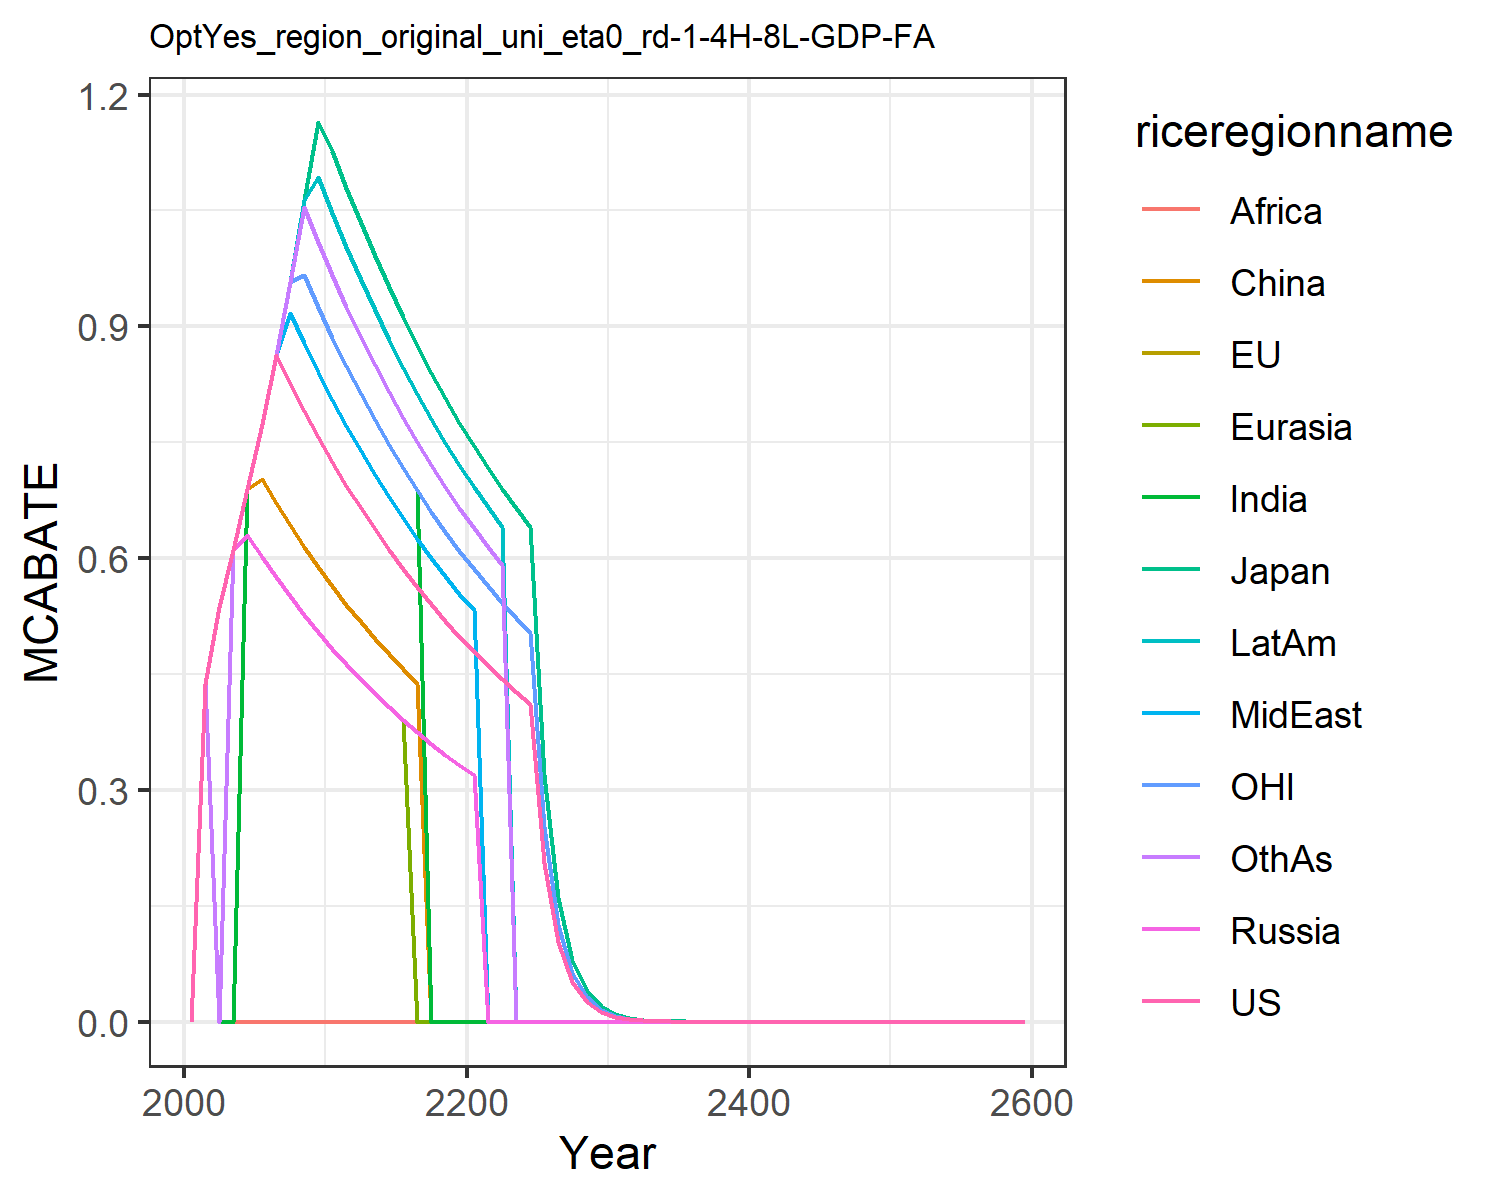 OptYes_region_original_uni_eta0_rd-1-4H-8L-GDP-FA
1.2
0.9
0.6
0.3
0.0
MCABATE
2000 2200 2400 2600
Year
riceregionname
Africa
China
EU
Eurasia
India
Japan
LatAm
MidEast
OHI
OthAs
Russia
US